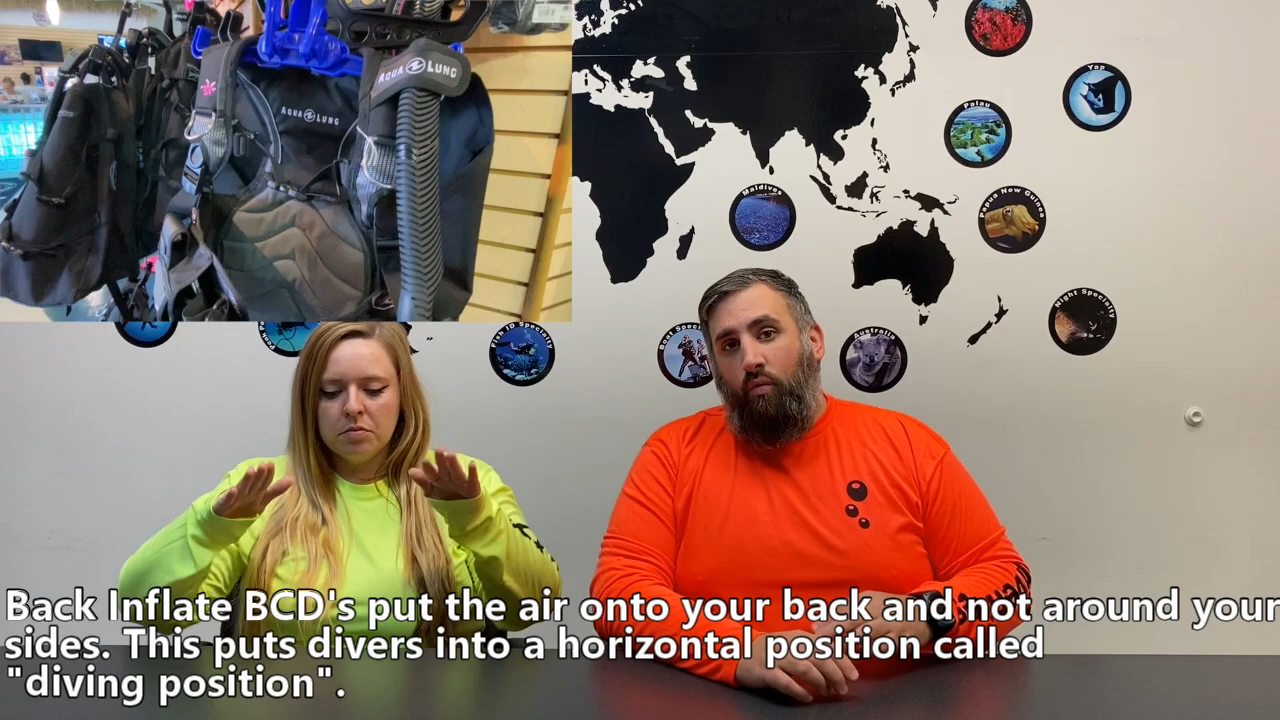 AQUA LUNG
AQUA LUNG
Yap
Palau
Maldives
Papua New Guinea
Night Specialty
Fish ID Specialty
Australia
Back Inflate BCD's put the air onto your back and not around your
sides. This puts divers into a horizontal position called
"diving position".